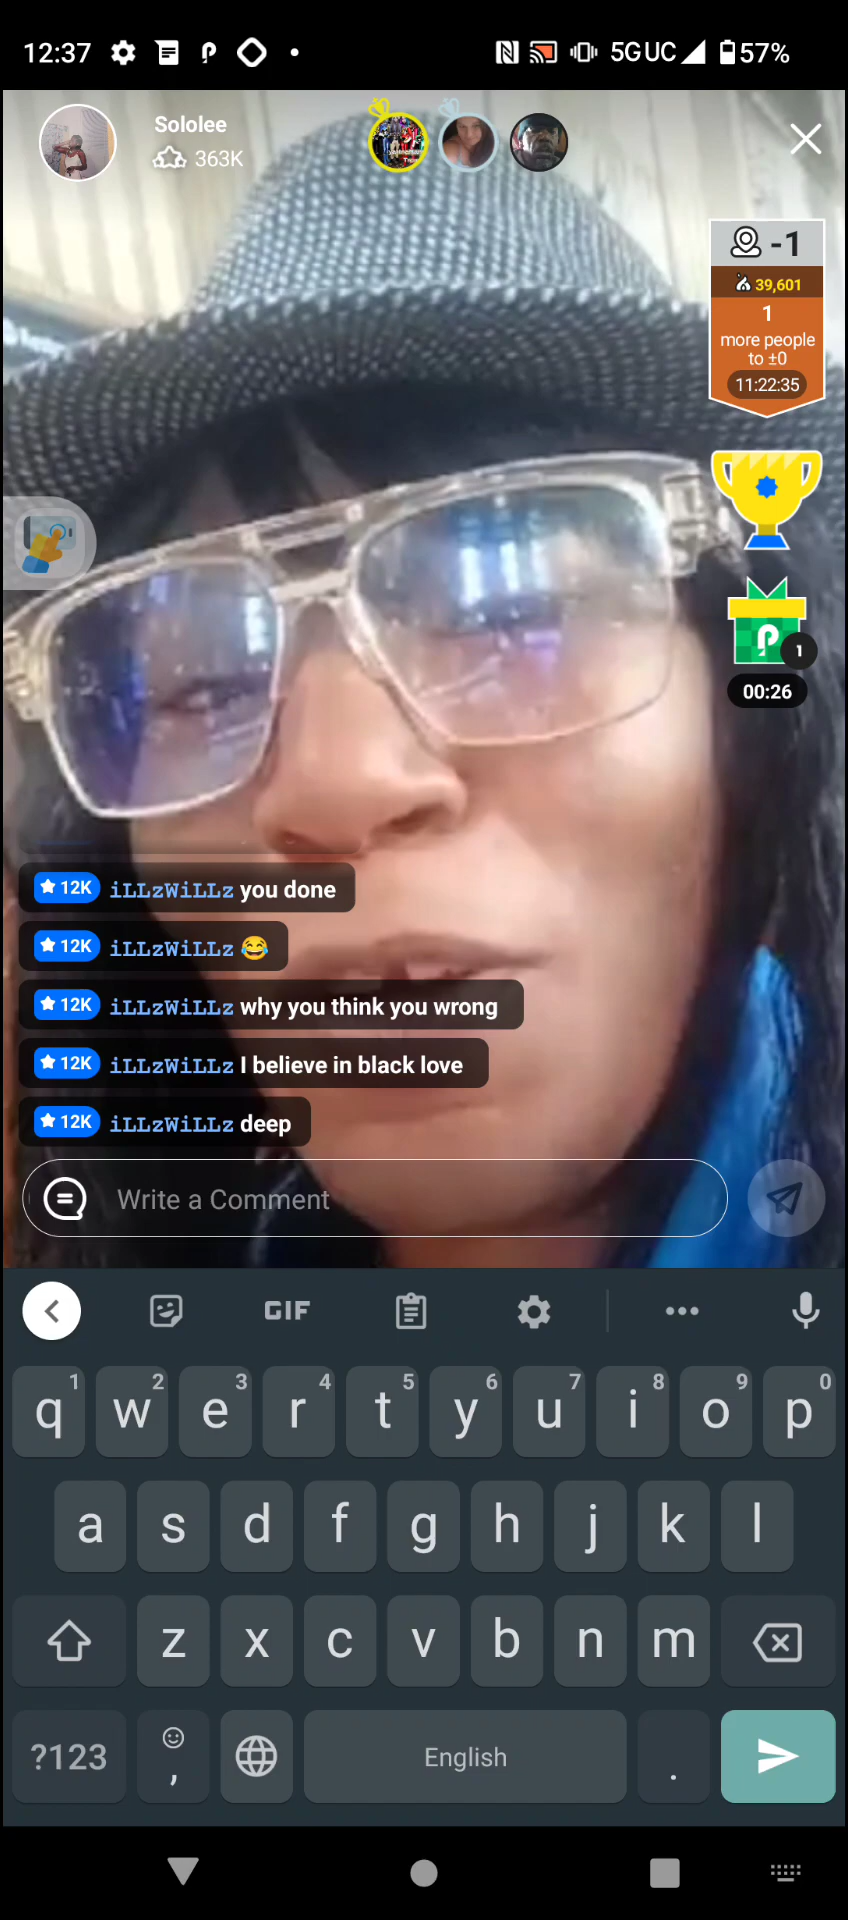 12:37 5G UC 57%
Sololee
363K
-1
39,601
1
more people
to ±0
11:22:35
1
00:26
12K iLLzWiLLz you done
12K iLLzWiLLz 😂
12K iLLzWiLLz why you think you wrong
12K iLLzWiLLz I believe in black love
12K iLLzWiLLz deep
Write a Comment
GIF
1 2 3 4 5 6 7 8 9 0
q w e r t y u i o p
a s d f g h j k l
z x c v b n m
?123 , English .